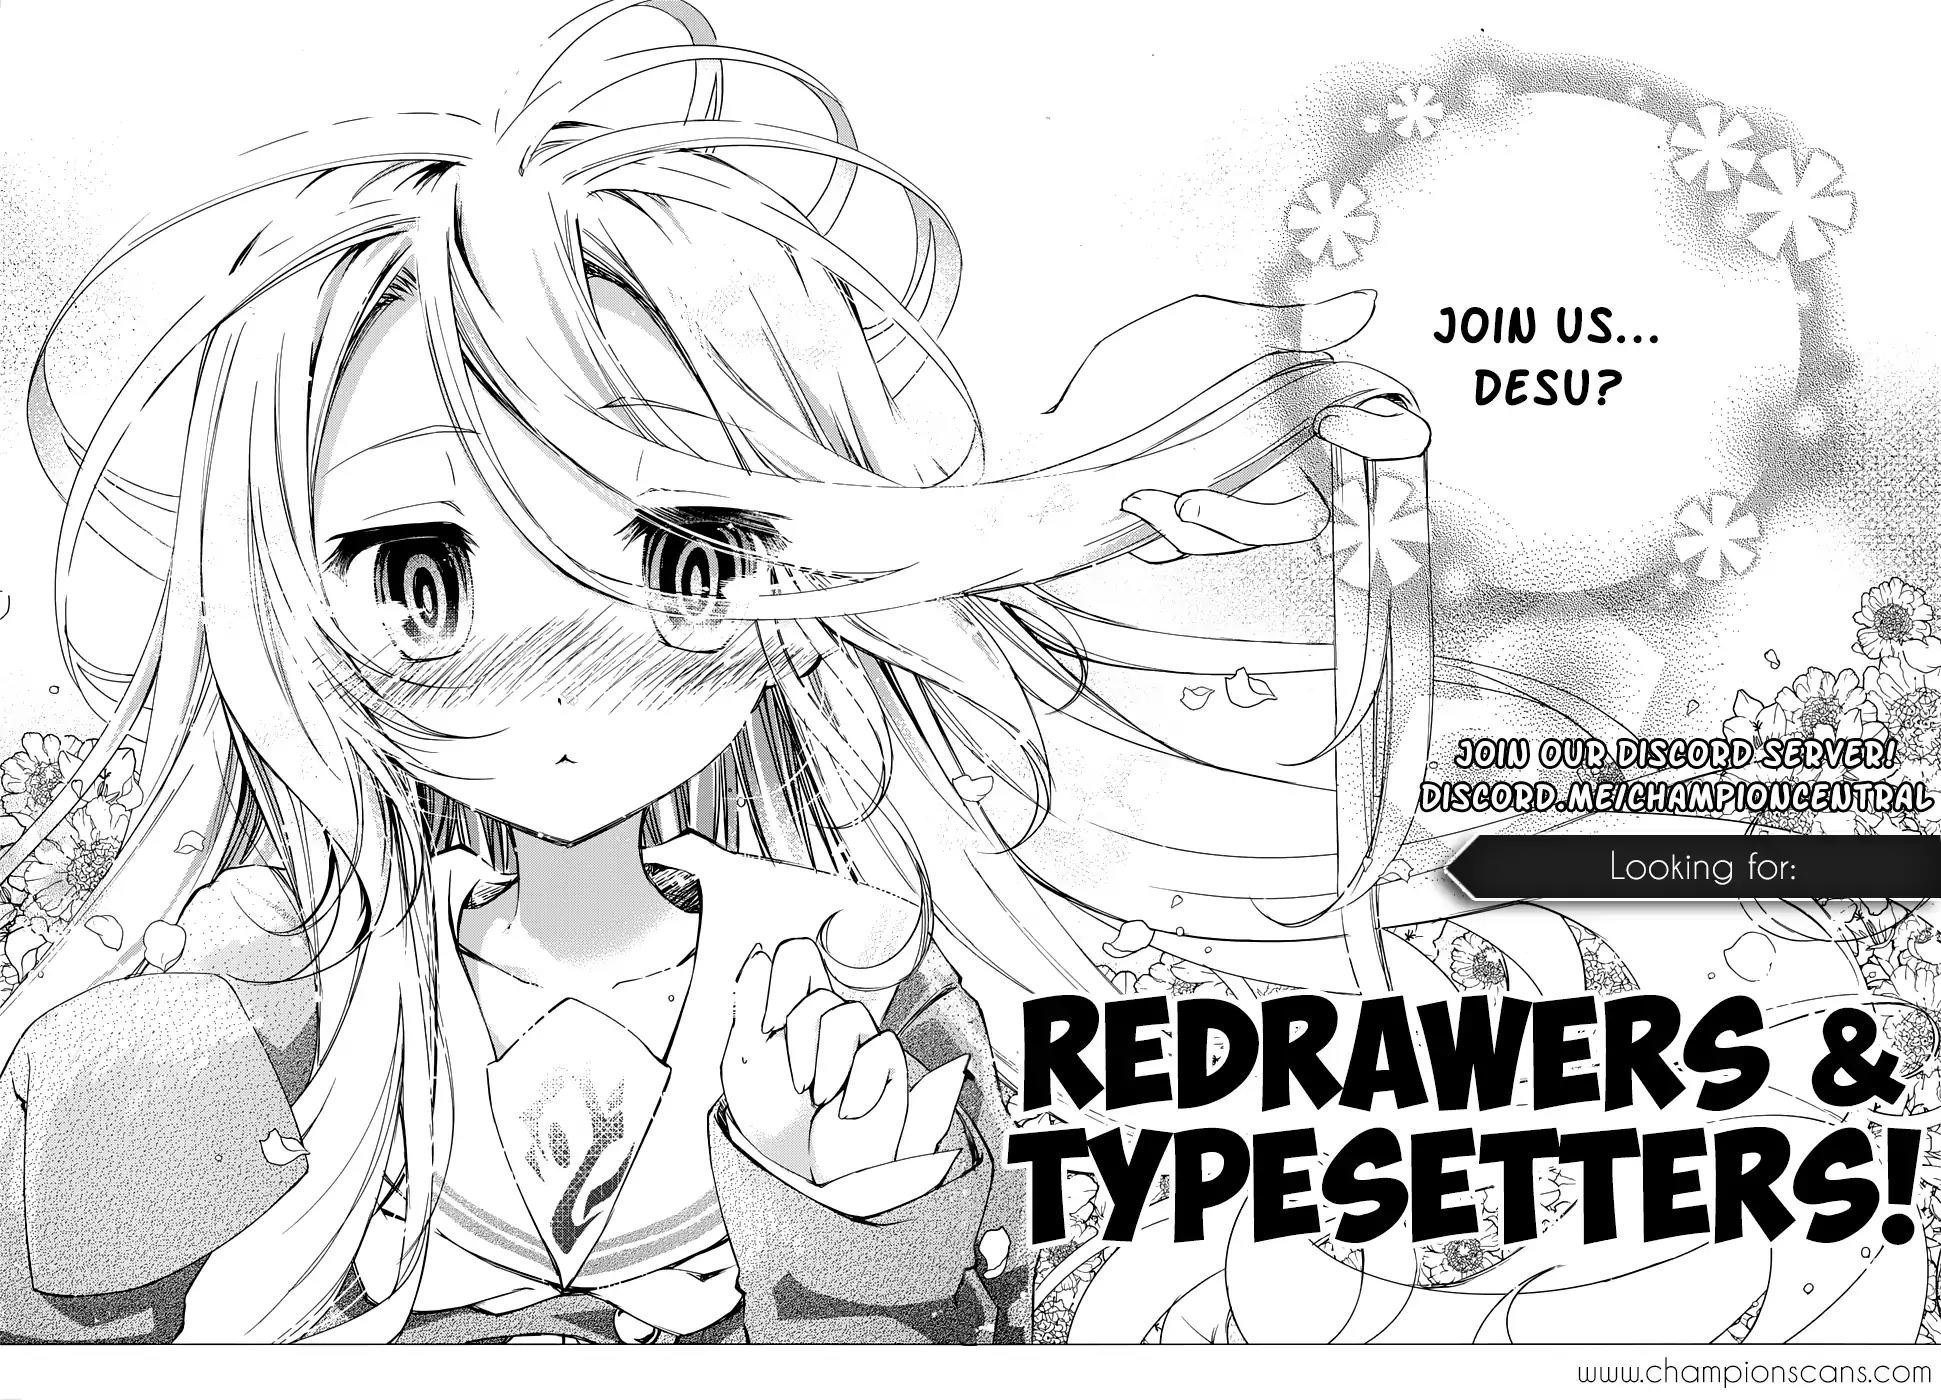 JOIN US...
DESU?
JOIN OUR DISCORD SERVER!
DISCORD.ME/CHAMPIONCENTRAL
Looking for:
REDRAWERS &
TYPESETTERS!
www.championscans.com